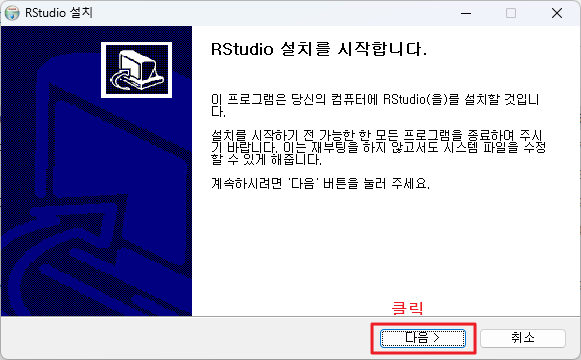 RStudio 설치
RStudio 설치를 시작합니다.
이 프로그램은 당신의 컴퓨터에 RStudio(을)를 설치할 것입니
다.
설치를 시작하기 전 가능한 한 모든 프로그램을 종료하여 주시
기 바랍니다. 이는 재부팅을 하지 않고서도 시스템 파일을 수정
할 수 있게 해줍니다.
계속하시려면 '다음' 버튼을 눌러 주세요.
클릭
다음 >
취소